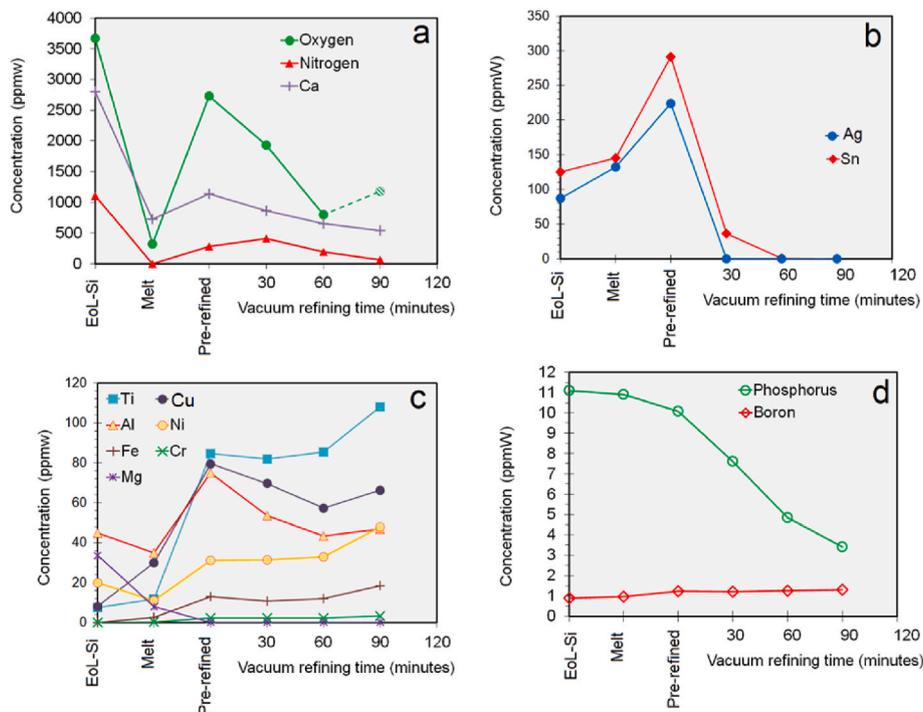 a
Concentration (ppmw)
4000
3500
3000
2500
2000
1500
1000
500
0
Oxygen
Nitrogen
Ca
EoL-Si
Melt
Pre-refined
30
60
90
120
Vacuum refining time (minutes)
b
Concentration (ppmW)
350
300
250
200
150
100
50
0
Ag
Sn
EoL-Si
Melt
Pre-refined
30
60
90
120
Vacuum refining time (minutes)
c
Concentration (ppmw)
120
100
80
60
40
20
0
Ti
Cu
Al
Ni
Fe
Cr
Mg
EoL-Si
Melt
Pre-refined
30
60
90
120
Vacuum refining time (minutes)
d
Concentration (ppmW)
12
11
10
9
8
7
6
5
4
3
2
1
0
Phosphorus
Boron
EoL-Si
Melt
Pre-refined
30
60
90
120
Vacuum refining time (minutes)